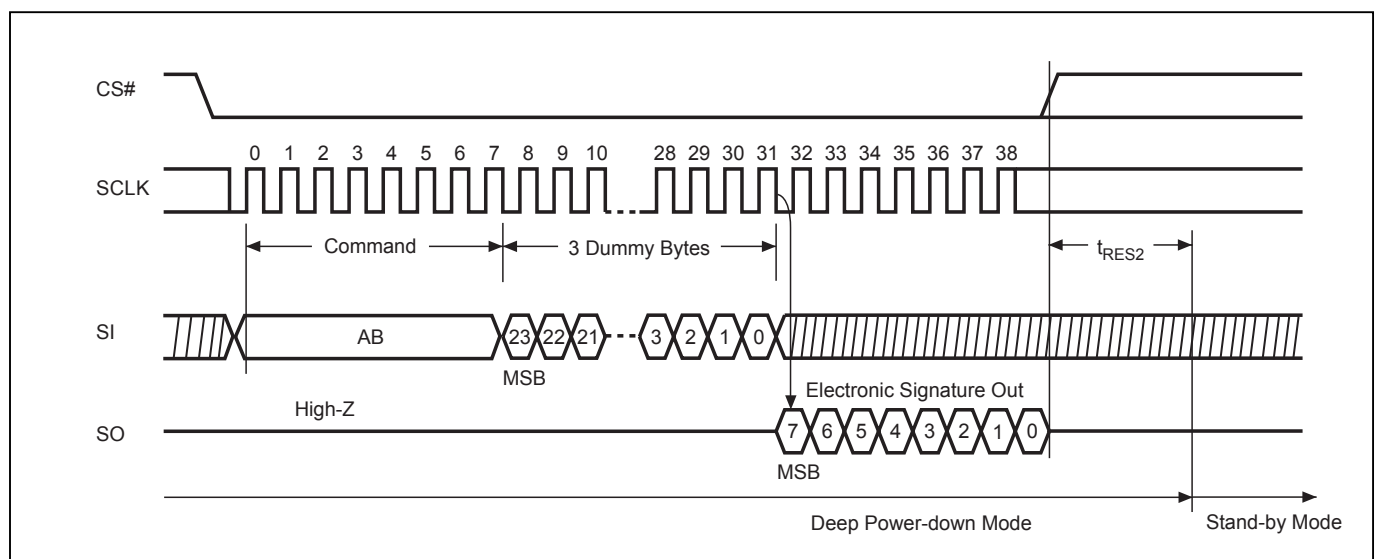 CS#
0 1 2 3 4 5 6 7 8 9 10 28 29 30 31 32 33 34 35 36 37 38
SCLK
Command 3 Dummy Bytes tRES2
SI AB 23 22 21 3 2 1 0
MSB
High-Z Electronic Signature Out
SO 7 6 5 4 3 2 1 0
MSB
Deep Power-down Mode Stand-by Mode